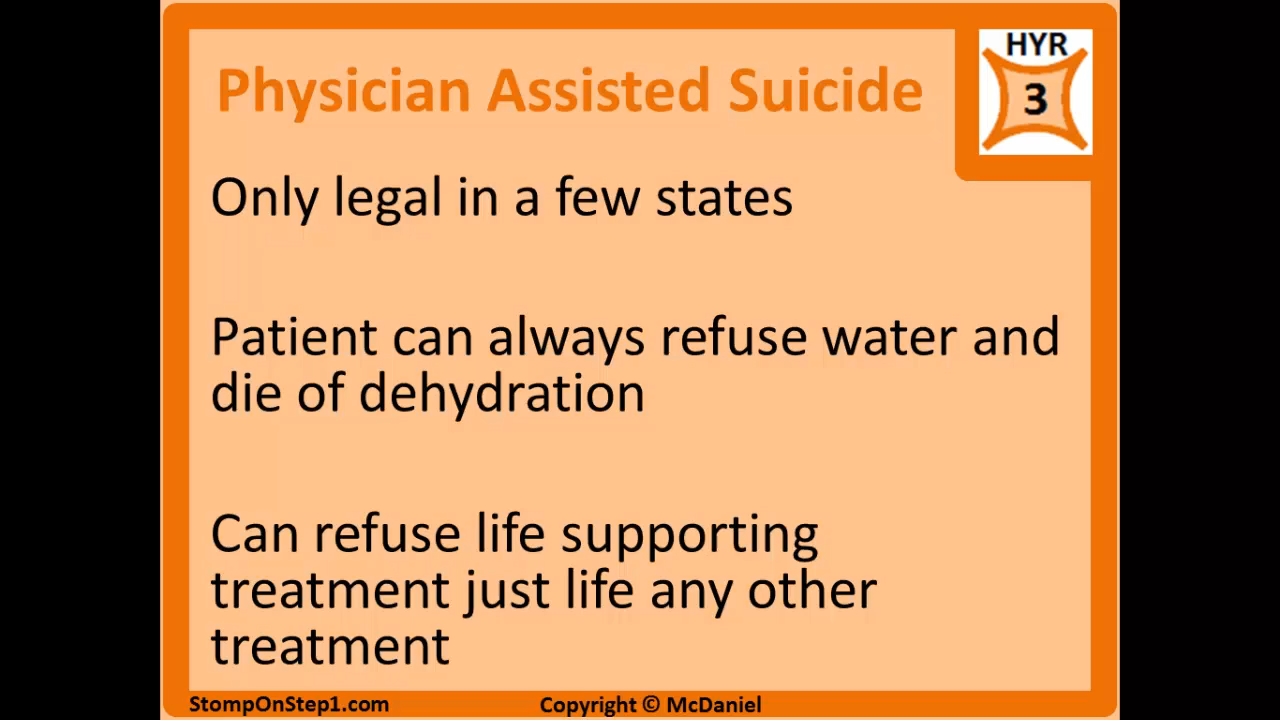 Physician Assisted Suicide
HYR
3
Only legal in a few states
Patient can always refuse water and
die of dehydration
Can refuse life supporting
treatment just life any other
treatment
StompOnStep1.com
Copyright © McDaniel